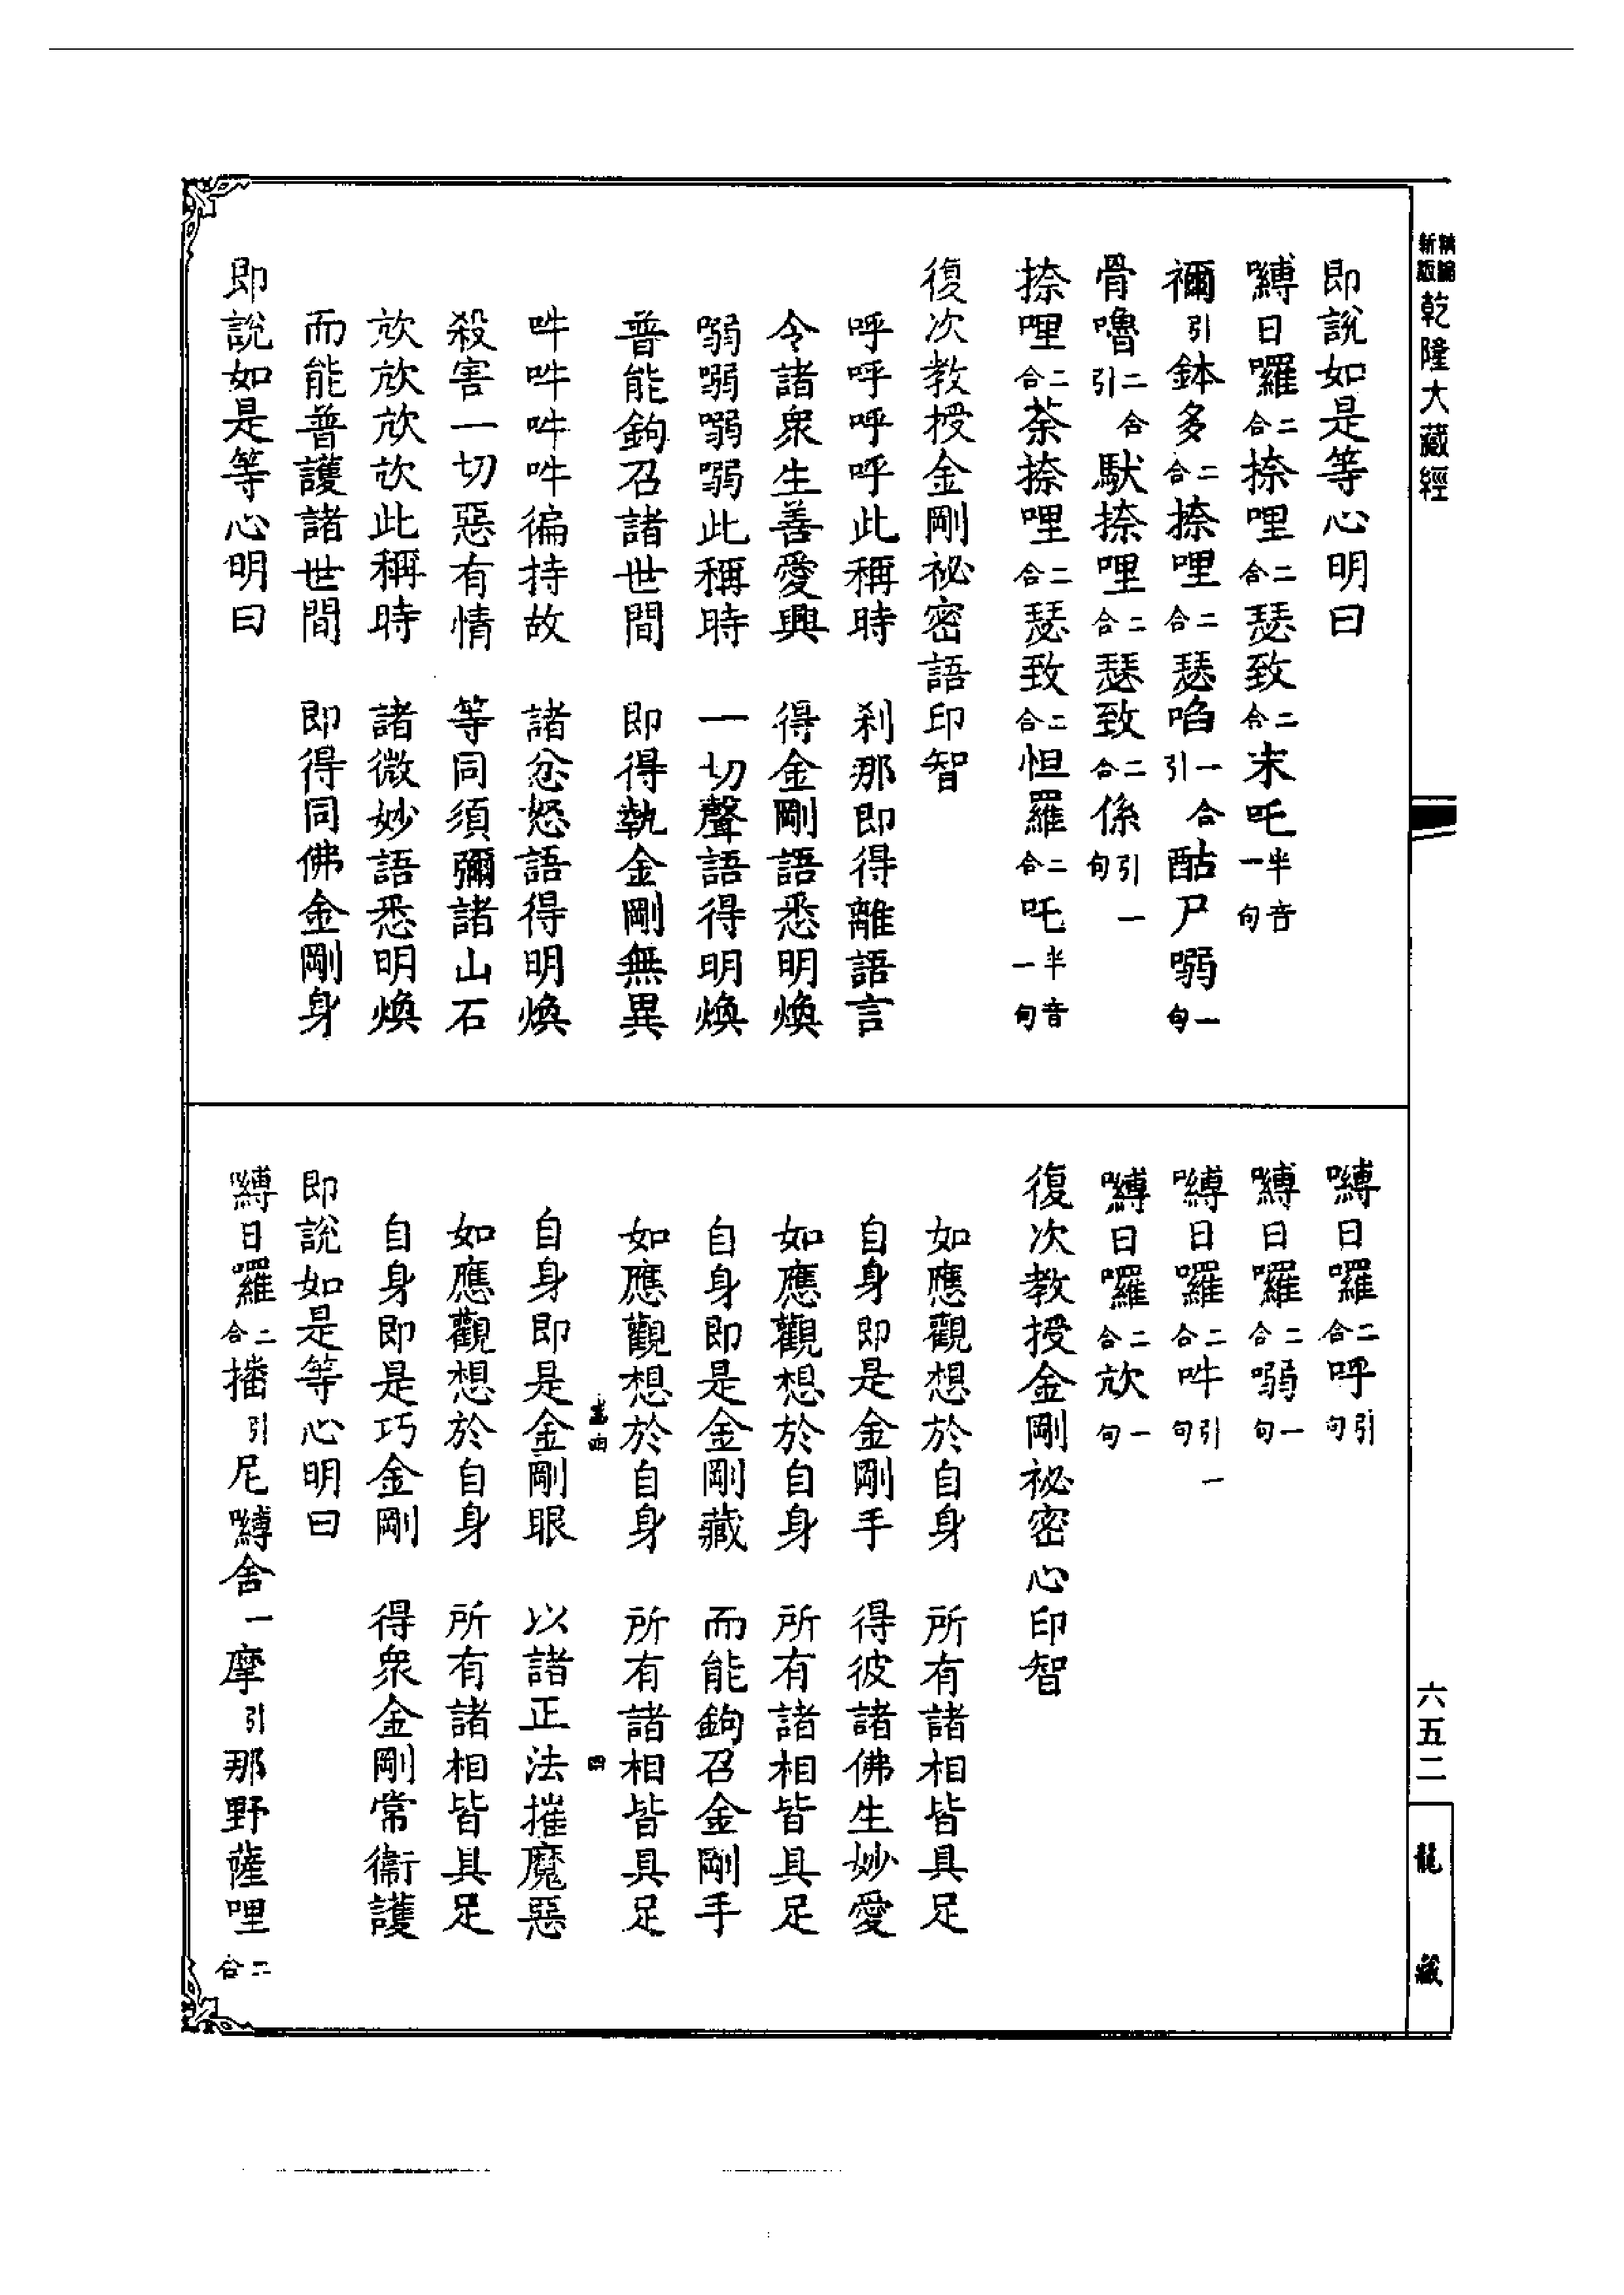 新版精編乾隆大藏經
即說如是等心明曰
嚩日囉二合捺哩二合瑟致二合末吒半音一句
禰引鉢多二合捺哩二合瑟㗖引一合酤尸𠺁一句
骨嚕二合引馱捺哩二合瑟致二合係引一句
捺哩二合荼捺哩二合瑟致二合怛羅二合吒半音一句
復次教授金剛祕密語印智
呼呼呼呼此稱時　刹那即得離語言
令諸衆生善愛興　得金剛語悉明煥
𠺁𠺁𠺁𠺁此稱時　一切聲語得明煥
普能鉤召諸世間　即得執金剛無異
吽吽吽吽徧持故　諸忿怒語得明煥
殺害一切惡有情　等同須彌諸山石
欬欬欬欬此稱時　諸微妙語悉明煥
而能普護諸世間　即得同佛金剛身
即說如是等心明曰
嚩日囉二合呼引句
嚩日囉二合𠺁一句
嚩日囉二合吽引一句
嚩日囉二合欬一句
復次教授金剛祕密心印智
如應觀想於自身　所有諸相皆具足
自身即是金剛手　得彼諸佛生妙愛
如應觀想於自身　所有諸相皆具足
自身即是金剛藏　而能鉤召金剛手
如應觀想於自身　所有諸相皆具足
自身即是金剛眼　以諸正法摧魔惡
如應觀想於自身　所有諸相皆具足
自身即是巧金剛　得衆金剛常衞護
即說如是等心明曰
嚩日囉二合播引尼嚩舍一摩引那野薩哩二合
六五二
龍藏